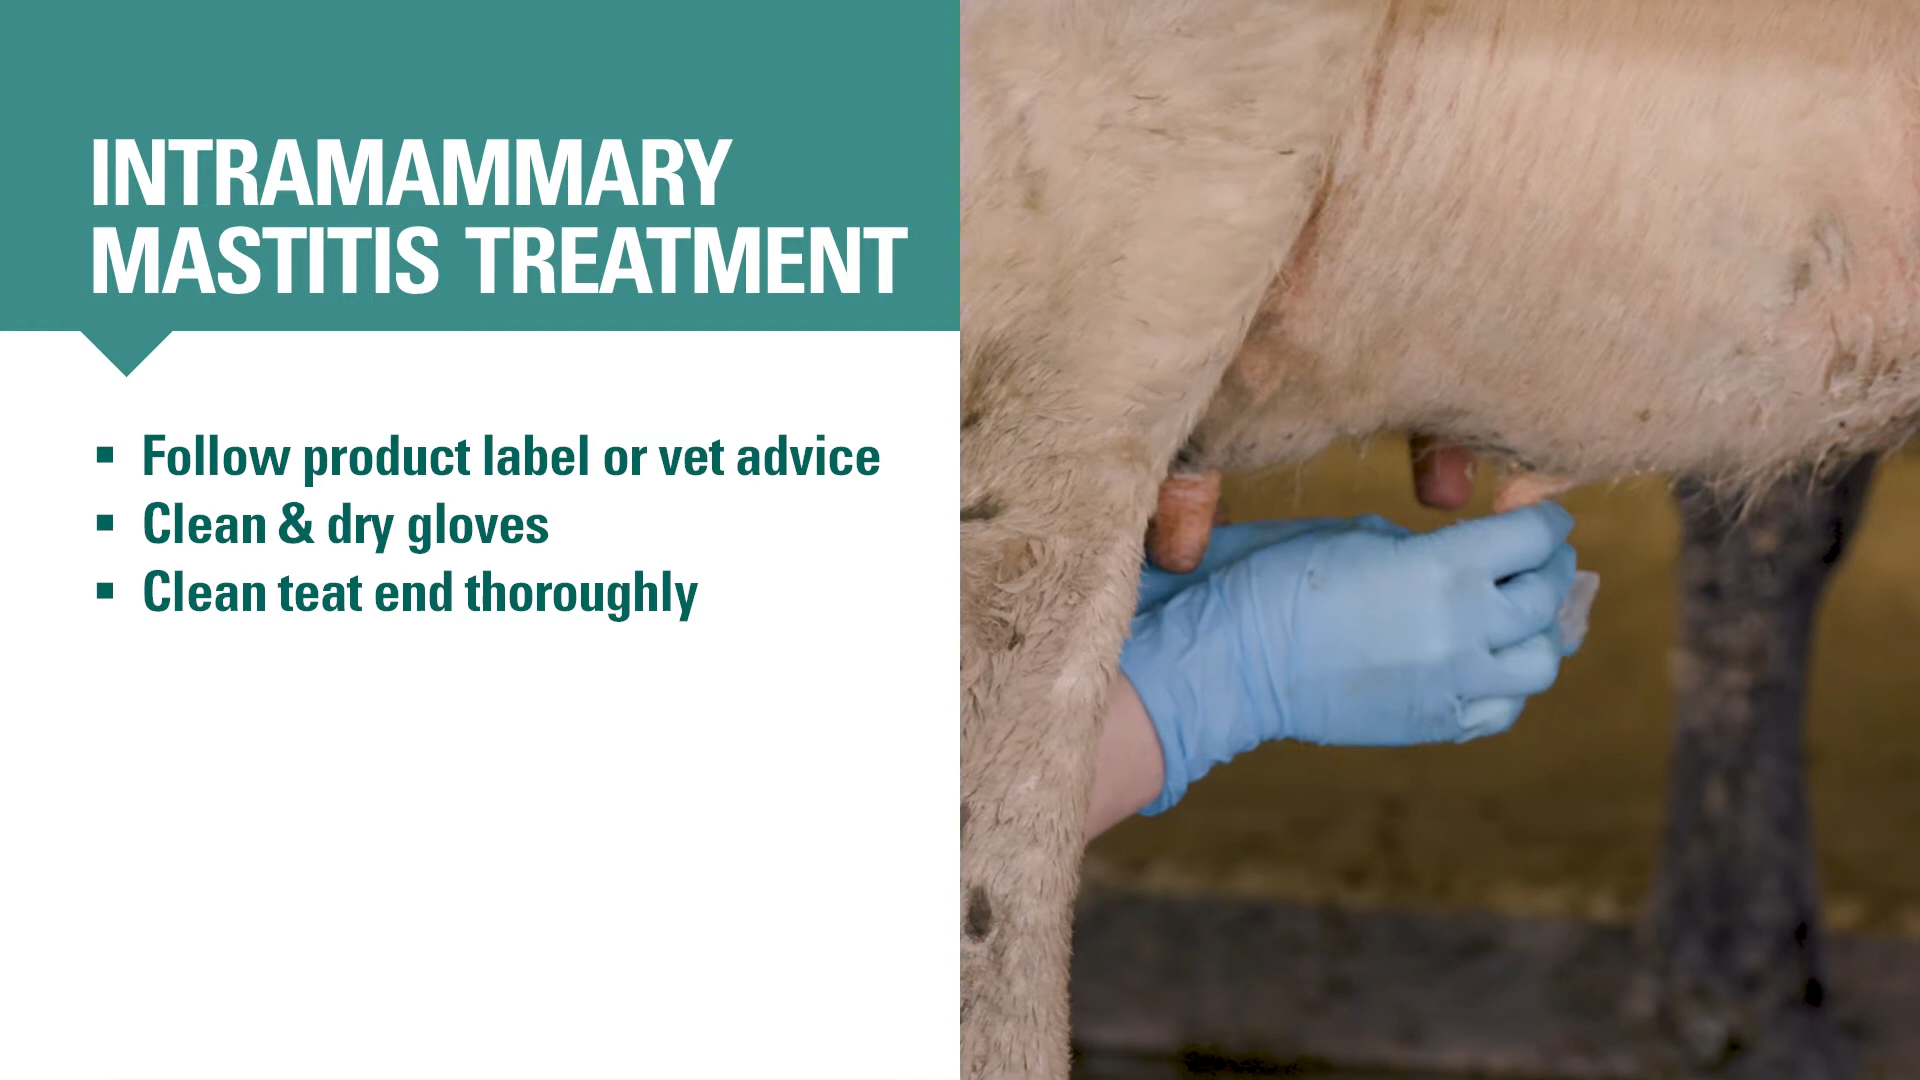 INTRAMAMMARY
MASTITIS TREATMENT
▪ Follow product label or vet advice
▪ Clean & dry gloves
▪ Clean teat end thoroughly